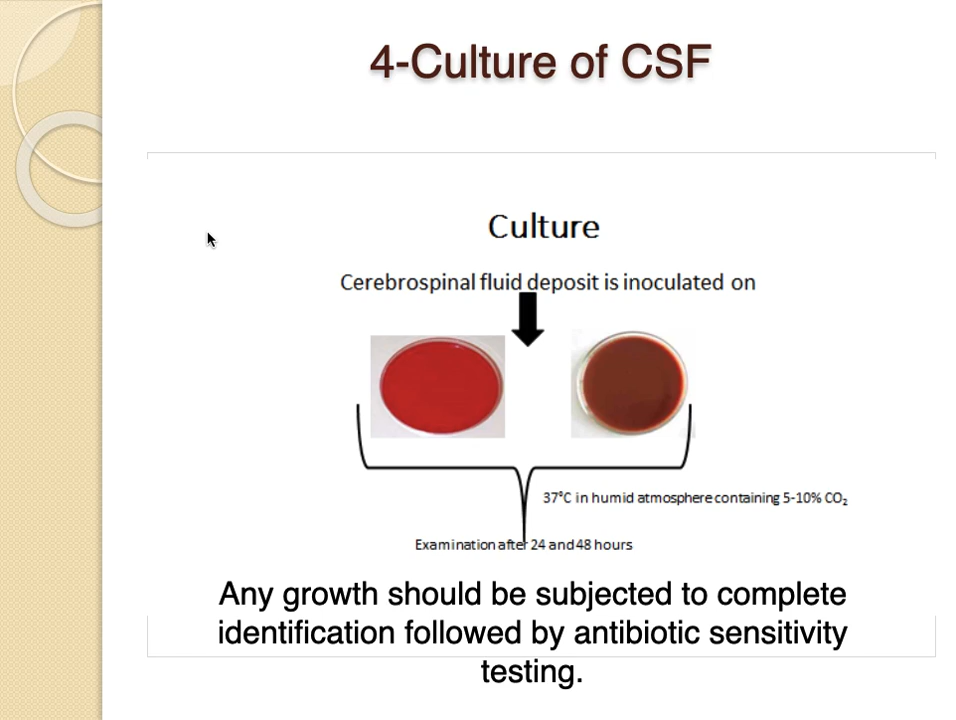 4-Culture of CSF
Culture
Cerebrospinal fluid deposit is inoculated on
37°C in humid atmosphere containing 5-10% CO₂
Examination after 24 and 48 hours
Any growth should be subjected to complete
identification followed by antibiotic sensitivity
testing.